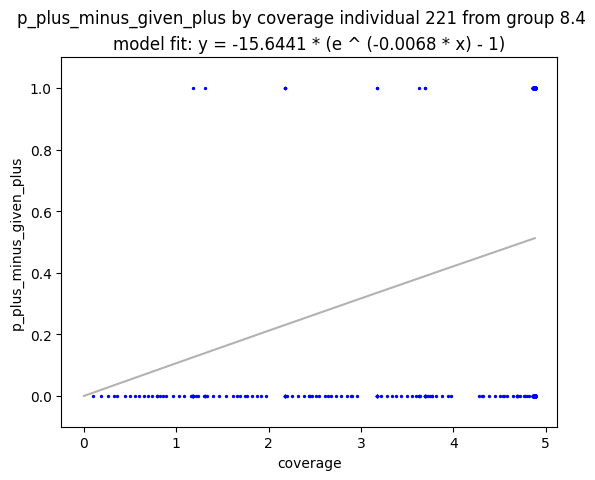 p_plus_minus_given_plus by coverage individual 221 from group 8.4
model fit: y = -15.6441 * (e ^ (-0.0068 * x) - 1)
1.0
0.8
0.6
0.4
0.2
0.0
p_plus_minus_given_plus
0 1 2 3 4 5
coverage